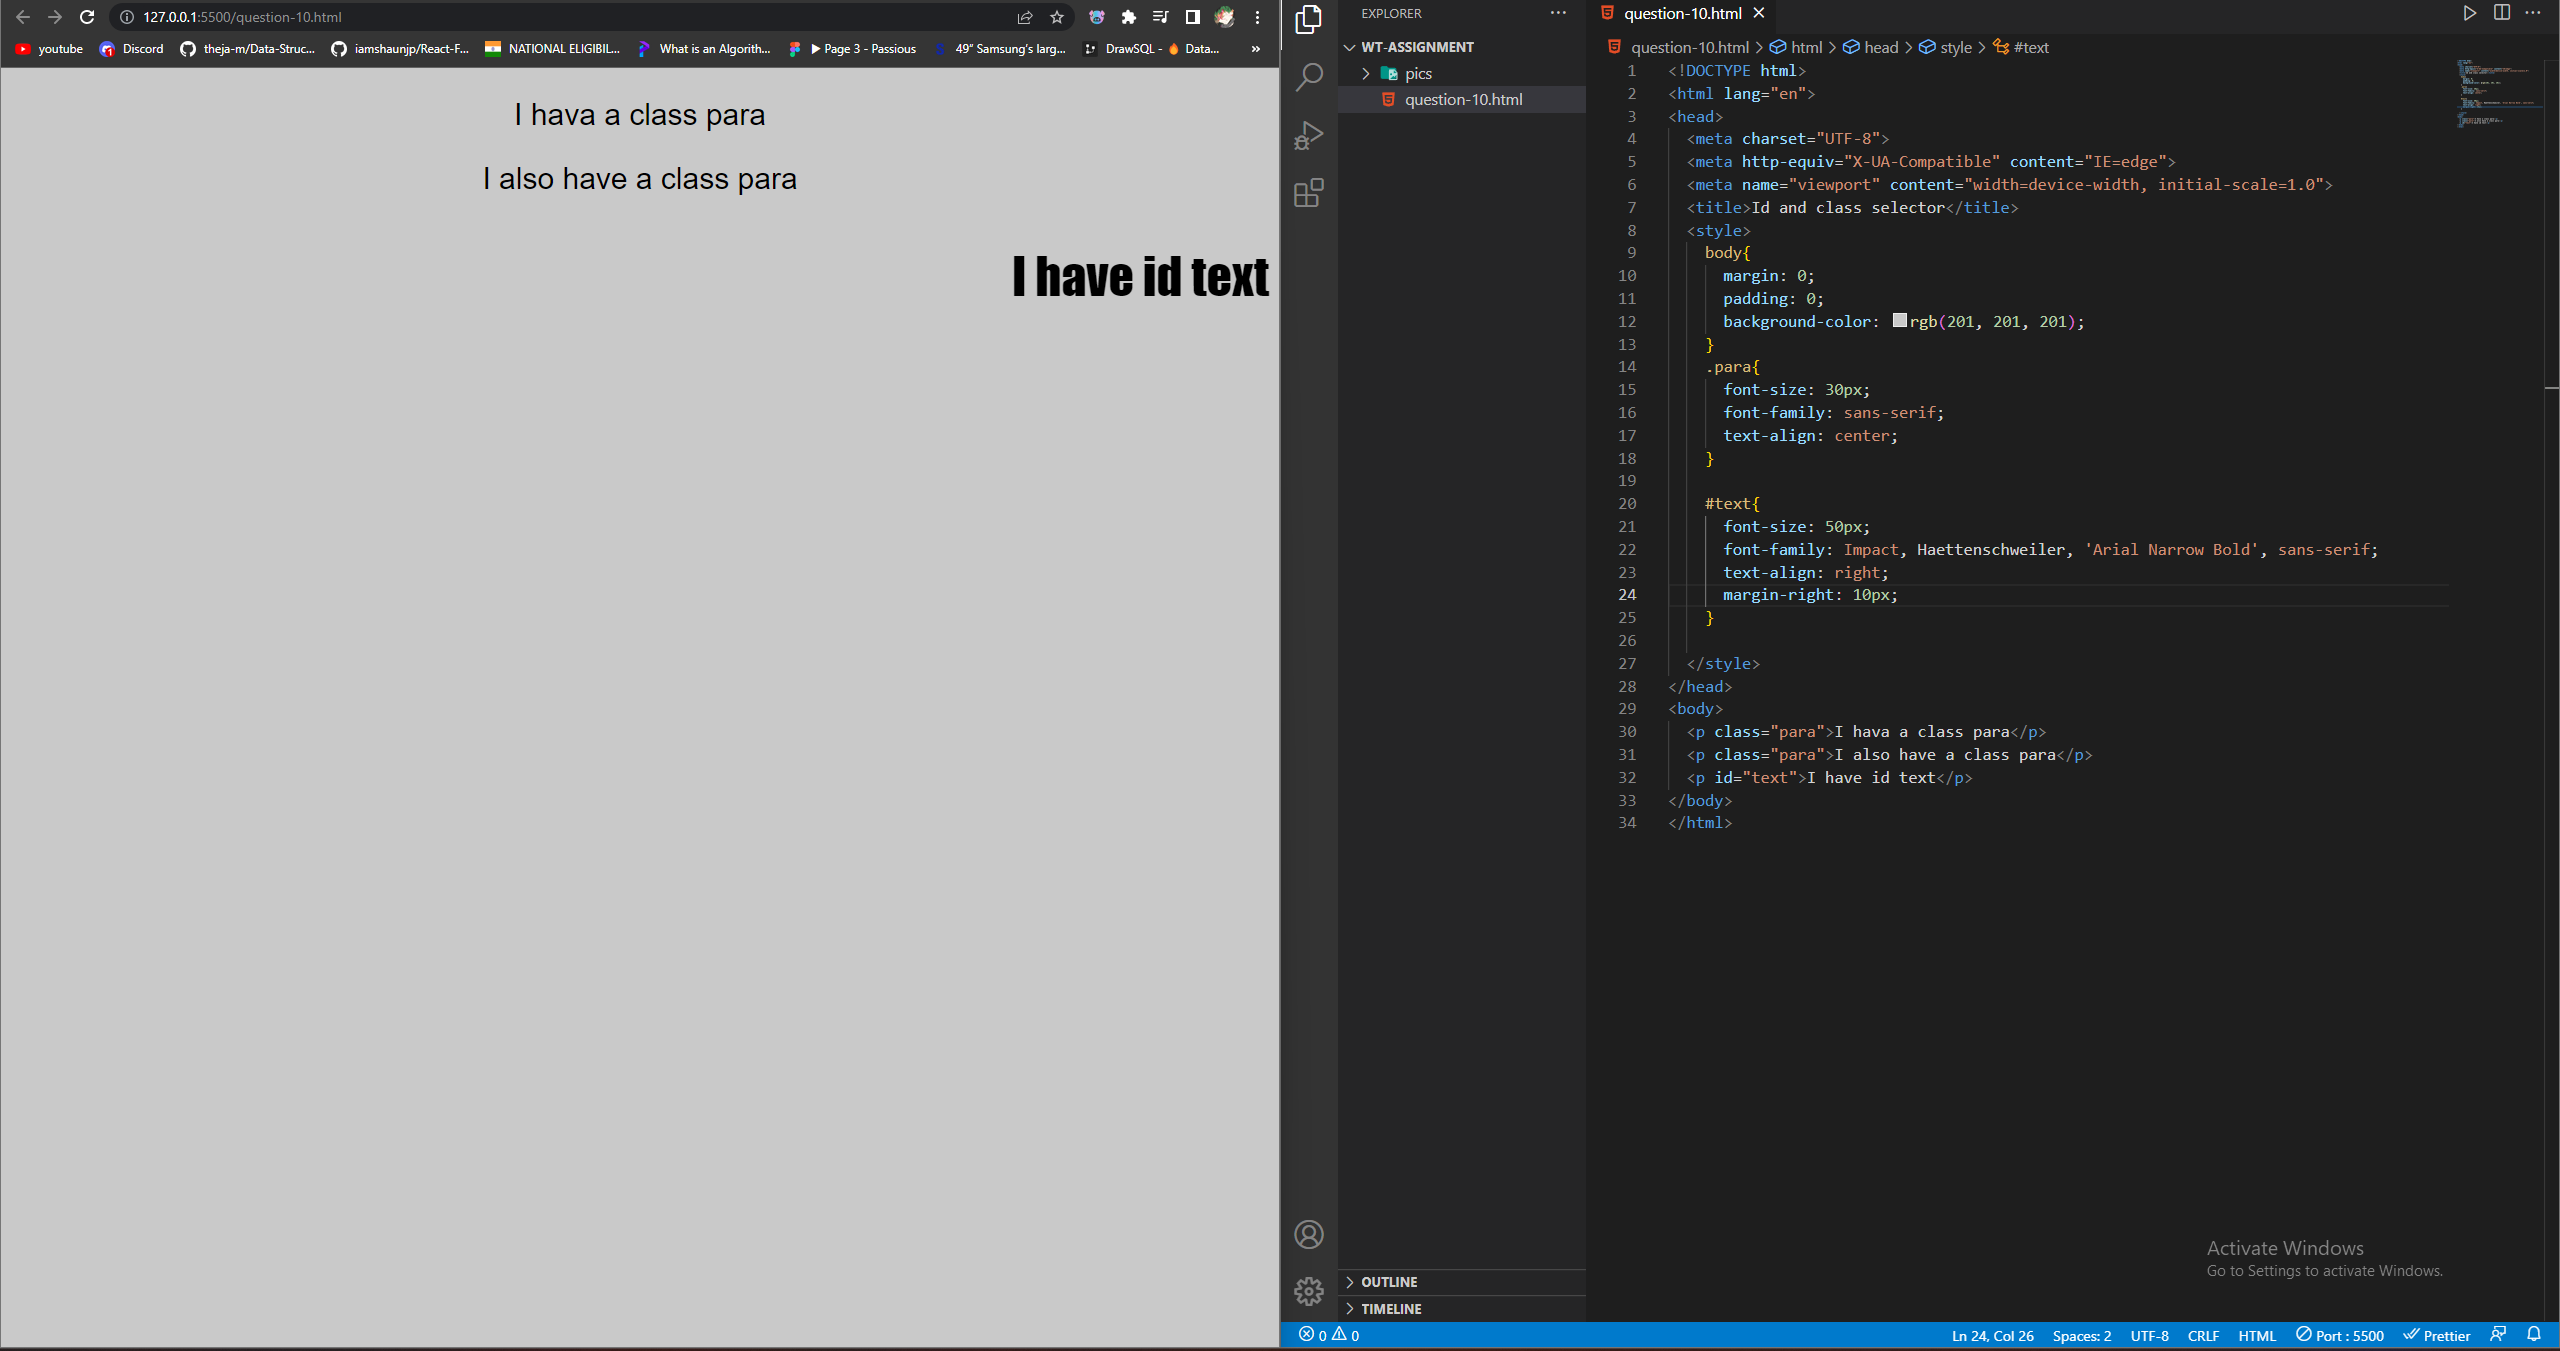 127.0.0.1:5500/question-10.html
youtube
Discord
theja-m/Data-Struc...
iamshaunjp/React-F...
NATIONAL ELIGIBIL...
What is an Algorith...
▶ Page 3 - Passious
49" Samsung's larg...
DrawSQL - 🔥 Data...
»
I hava a class para
I also have a class para
I have id text
EXPLORER
WT-ASSIGNMENT
pics
question-10.html
OUTLINE
TIMELINE
question-10.html
question-10.html > html > head > style > #text
1 <!DOCTYPE html>
2 <html lang="en">
3 <head>
4 <meta charset="UTF-8">
5 <meta http-equiv="X-UA-Compatible" content="IE=edge">
6 <meta name="viewport" content="width=device-width, initial-scale=1.0">
7 <title>Id and class selector</title>
8 <style>
9 body{
10 margin: 0;
11 padding: 0;
12 background-color: rgb(201, 201, 201);
13 }
14 .para{
15 font-size: 30px;
16 font-family: sans-serif;
17 text-align: center;
18 }
19
20 #text{
21 font-size: 50px;
22 font-family: Impact, Haettenschweiler, 'Arial Narrow Bold', sans-serif;
23 text-align: right;
24 margin-right: 10px;
25 }
26
27 </style>
28 </head>
29 <body>
30 <p class="para">I hava a class para</p>
31 <p class="para">I also have a class para</p>
32 <p id="text">I have id text</p>
33 </body>
34 </html>
Activate Windows
Go to Settings to activate Windows.
0 0
Ln 24, Col 26
Spaces: 2
UTF-8
CRLF
HTML
Port : 5500
Prettier